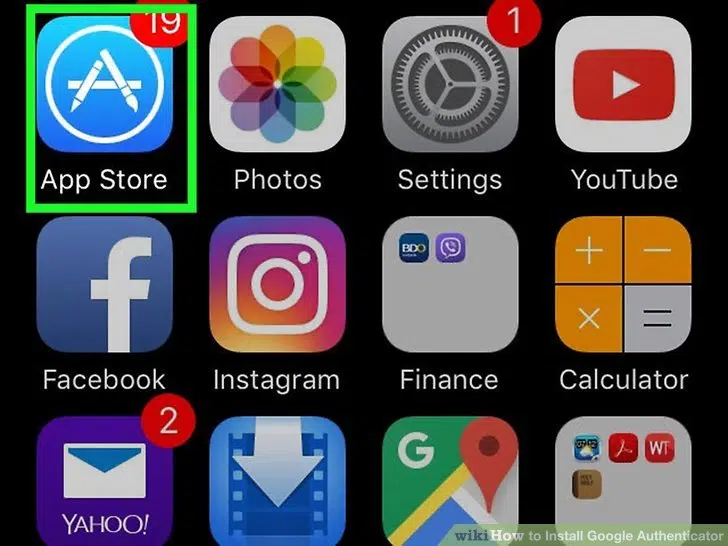 19
1
App Store
Photos
Settings
YouTube
BDO
Facebook
Instagram
Finance
Calculator
2
G
WT
YAHOO!
wikiHow to Install Google Authenticator